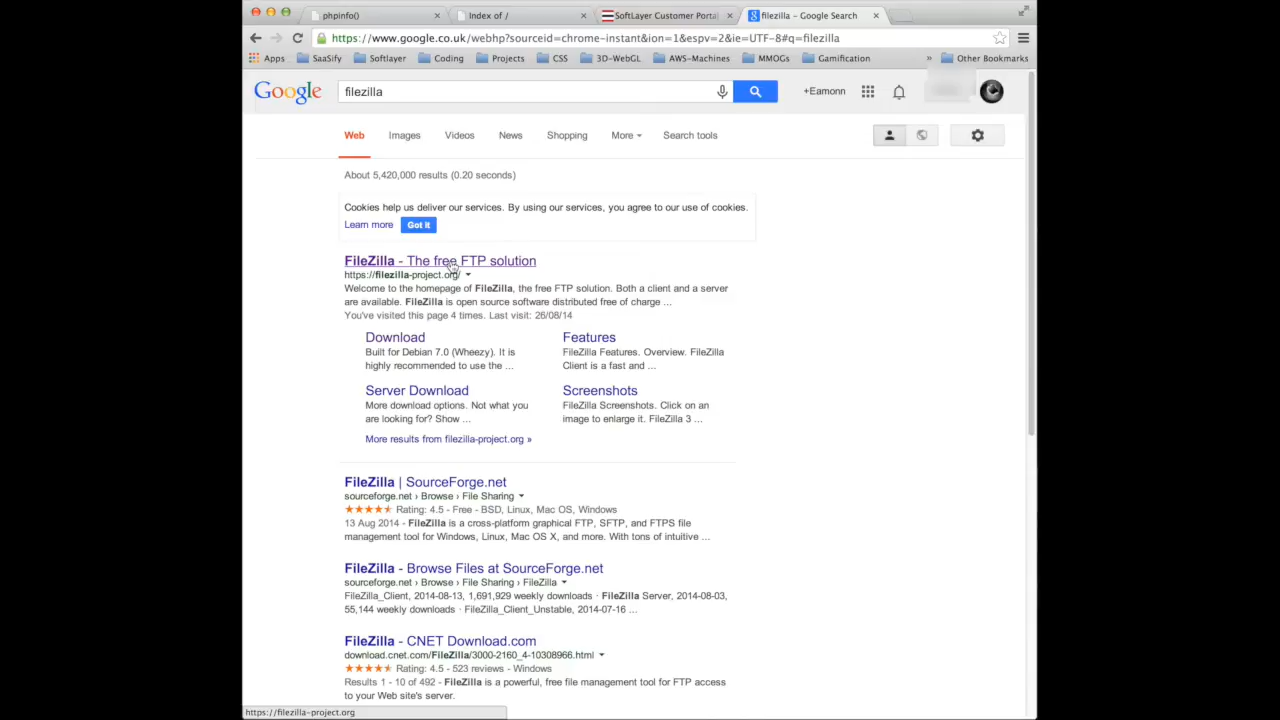 phpinfo()
Index of /
SoftLayer Customer Porta
filezilla - Google Search
https://www.google.co.uk/webhp?sourceid=chrome-instant&ion=1&espv=2&ie=UTF-8#q=filezilla
Apps SaaSify Softlayer Coding Projects CSS 3D-WebGL AWS-Machines MMOGs Gamification » Other Bookmarks
Google
filezilla
+Eamonn
Web Images Videos News Shopping More Search tools
About 5,420,000 results (0.20 seconds)
Cookies help us deliver our services. By using our services, you agree to our use of cookies.
Learn more Got it
FileZilla - The free FTP solution
https://filezilla-project.org/
Welcome to the homepage of FileZilla, the free FTP solution. Both a client and a server
are available. FileZilla is open source software distributed free of charge ...
You've visited this page 4 times. Last visit: 26/08/14
Download
Built for Debian 7.0 (Wheezy). It is
highly recommended to use the ...
Features
FileZilla Features. Overview. FileZilla
Client is a fast and ...
Server Download
More download options. Not what you
are looking for? Show ...
Screenshots
FileZilla Screenshots. Click on an
image to enlarge it. FileZilla 3 ...
More results from filezilla-project.org »
FileZilla | SourceForge.net
sourceforge.net › Browse › File Sharing
Rating: 4.5 - Free - BSD, Linux, Mac OS, Windows
13 Aug 2014 - FileZilla is a cross-platform graphical FTP, SFTP, and FTPS file
management tool for Windows, Linux, Mac OS X, and more. With tons of intuitive ...
FileZilla - Browse Files at SourceForge.net
sourceforge.net › Browse › File Sharing › FileZilla
FileZilla_Client, 2014-08-13, 1,691,929 weekly downloads · FileZilla Server, 2014-08-03,
55,144 weekly downloads · FileZilla_Client_Unstable, 2014-07-16 ...
FileZilla - CNET Download.com
download.cnet.com/FileZilla/3000-2160_4-10308966.html
Rating: 4.5 - 523 reviews - Windows
Results 1 - 10 of 492 - FileZilla is a powerful, free file management tool for FTP access
to your Web site's server.
https://filezilla-project.org